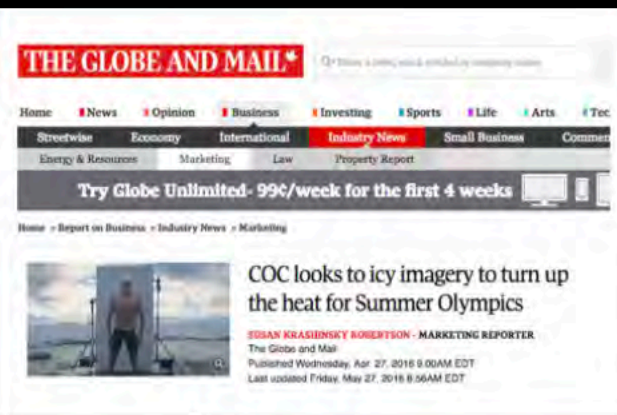 THE GLOBE AND MAIL
Home News Opinion Business Investing Sports Life Arts Tec
Streetwise Economy International Industry News Small Business Commen
Energy & Resources Marketing Law Property Report
Try Globe Unlimited- 99¢/week for the first 4 weeks
Home » Report on Business » Industry News » Marketing
COC looks to icy imagery to turn up
the heat for Summer Olympics
SUSAN KRASHINSKY ROBERTSON - MARKETING REPORTER
The Globe and Mail
Published Wednesday, Apr. 27, 2016 9:00AM EDT
Last updated Friday, May 27, 2016 8:56AM EDT